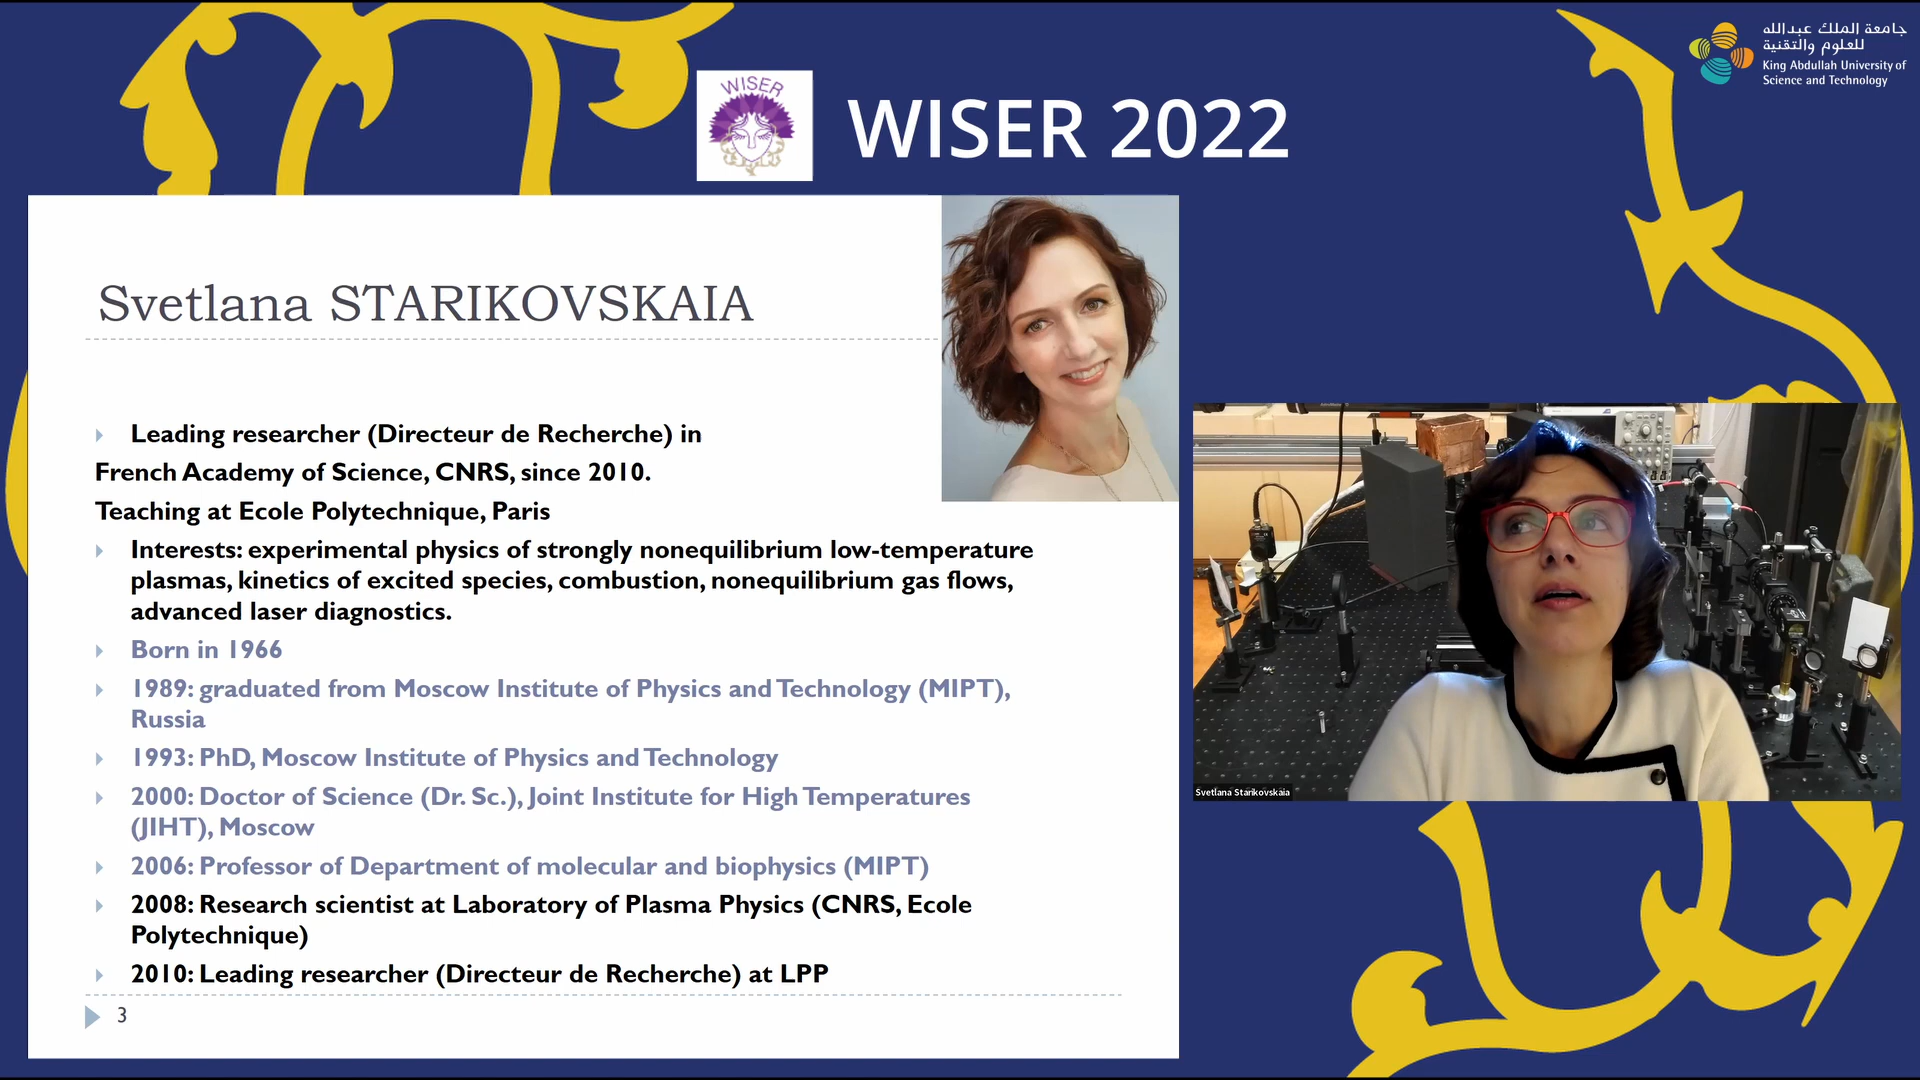 جامعة الملك عبدالله
للعلوم والتقنية
King Abdullah University of
Science and Technology
WISER
WISER 2022
Svetlana STARIKOVSKAIA
Leading researcher (Directeur de Recherche) in
French Academy of Science, CNRS, since 2010.
Teaching at Ecole Polytechnique, Paris
Interests: experimental physics of strongly nonequilibrium low-temperature
plasmas, kinetics of excited species, combustion, nonequilibrium gas flows,
advanced laser diagnostics.
Born in 1966
1989: graduated from Moscow Institute of Physics and Technology (MIPT),
Russia
1993: PhD, Moscow Institute of Physics and Technology
2000: Doctor of Science (Dr. Sc.), Joint Institute for High Temperatures
(JIHT), Moscow
2006: Professor of Department of molecular and biophysics (MIPT)
2008: Research scientist at Laboratory of Plasma Physics (CNRS, Ecole
Polytechnique)
2010: Leading researcher (Directeur de Recherche) at LPP
3
Svetlana Starikovskaia